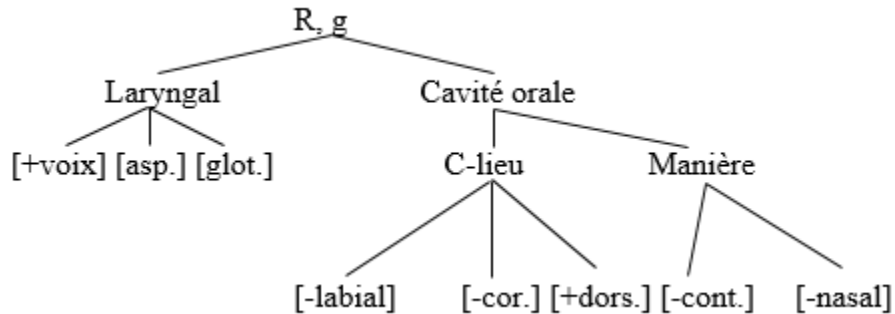 R, g
Laryngal Cavité orale
[+voix] [asp.] [glot.] C-lieu Manière
[-labial] [-cor.] [+dors.] [-cont.] [-nasal]